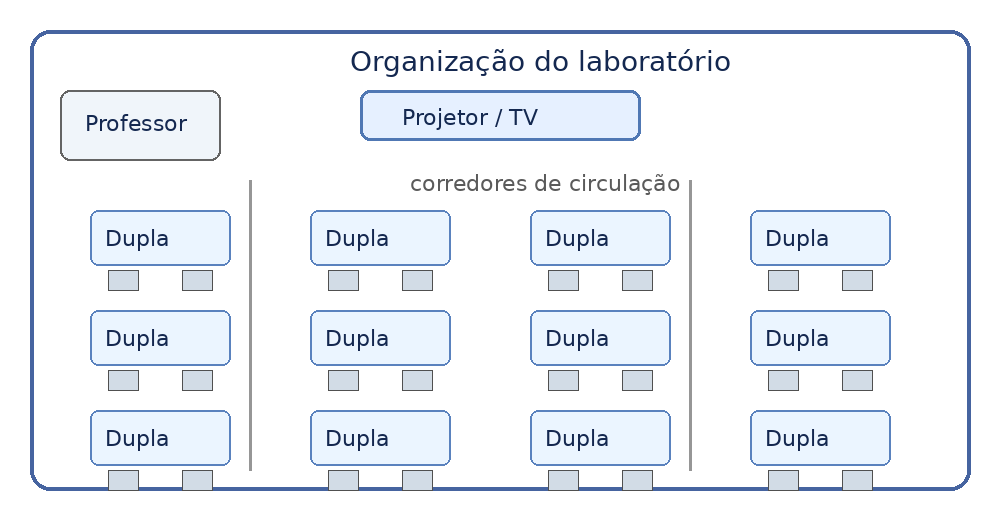 Organização do laboratório
Professor
Projetor / TV
corredores de circulação
Dupla
Dupla
Dupla
Dupla
Dupla
Dupla
Dupla
Dupla
Dupla
Dupla
Dupla
Dupla